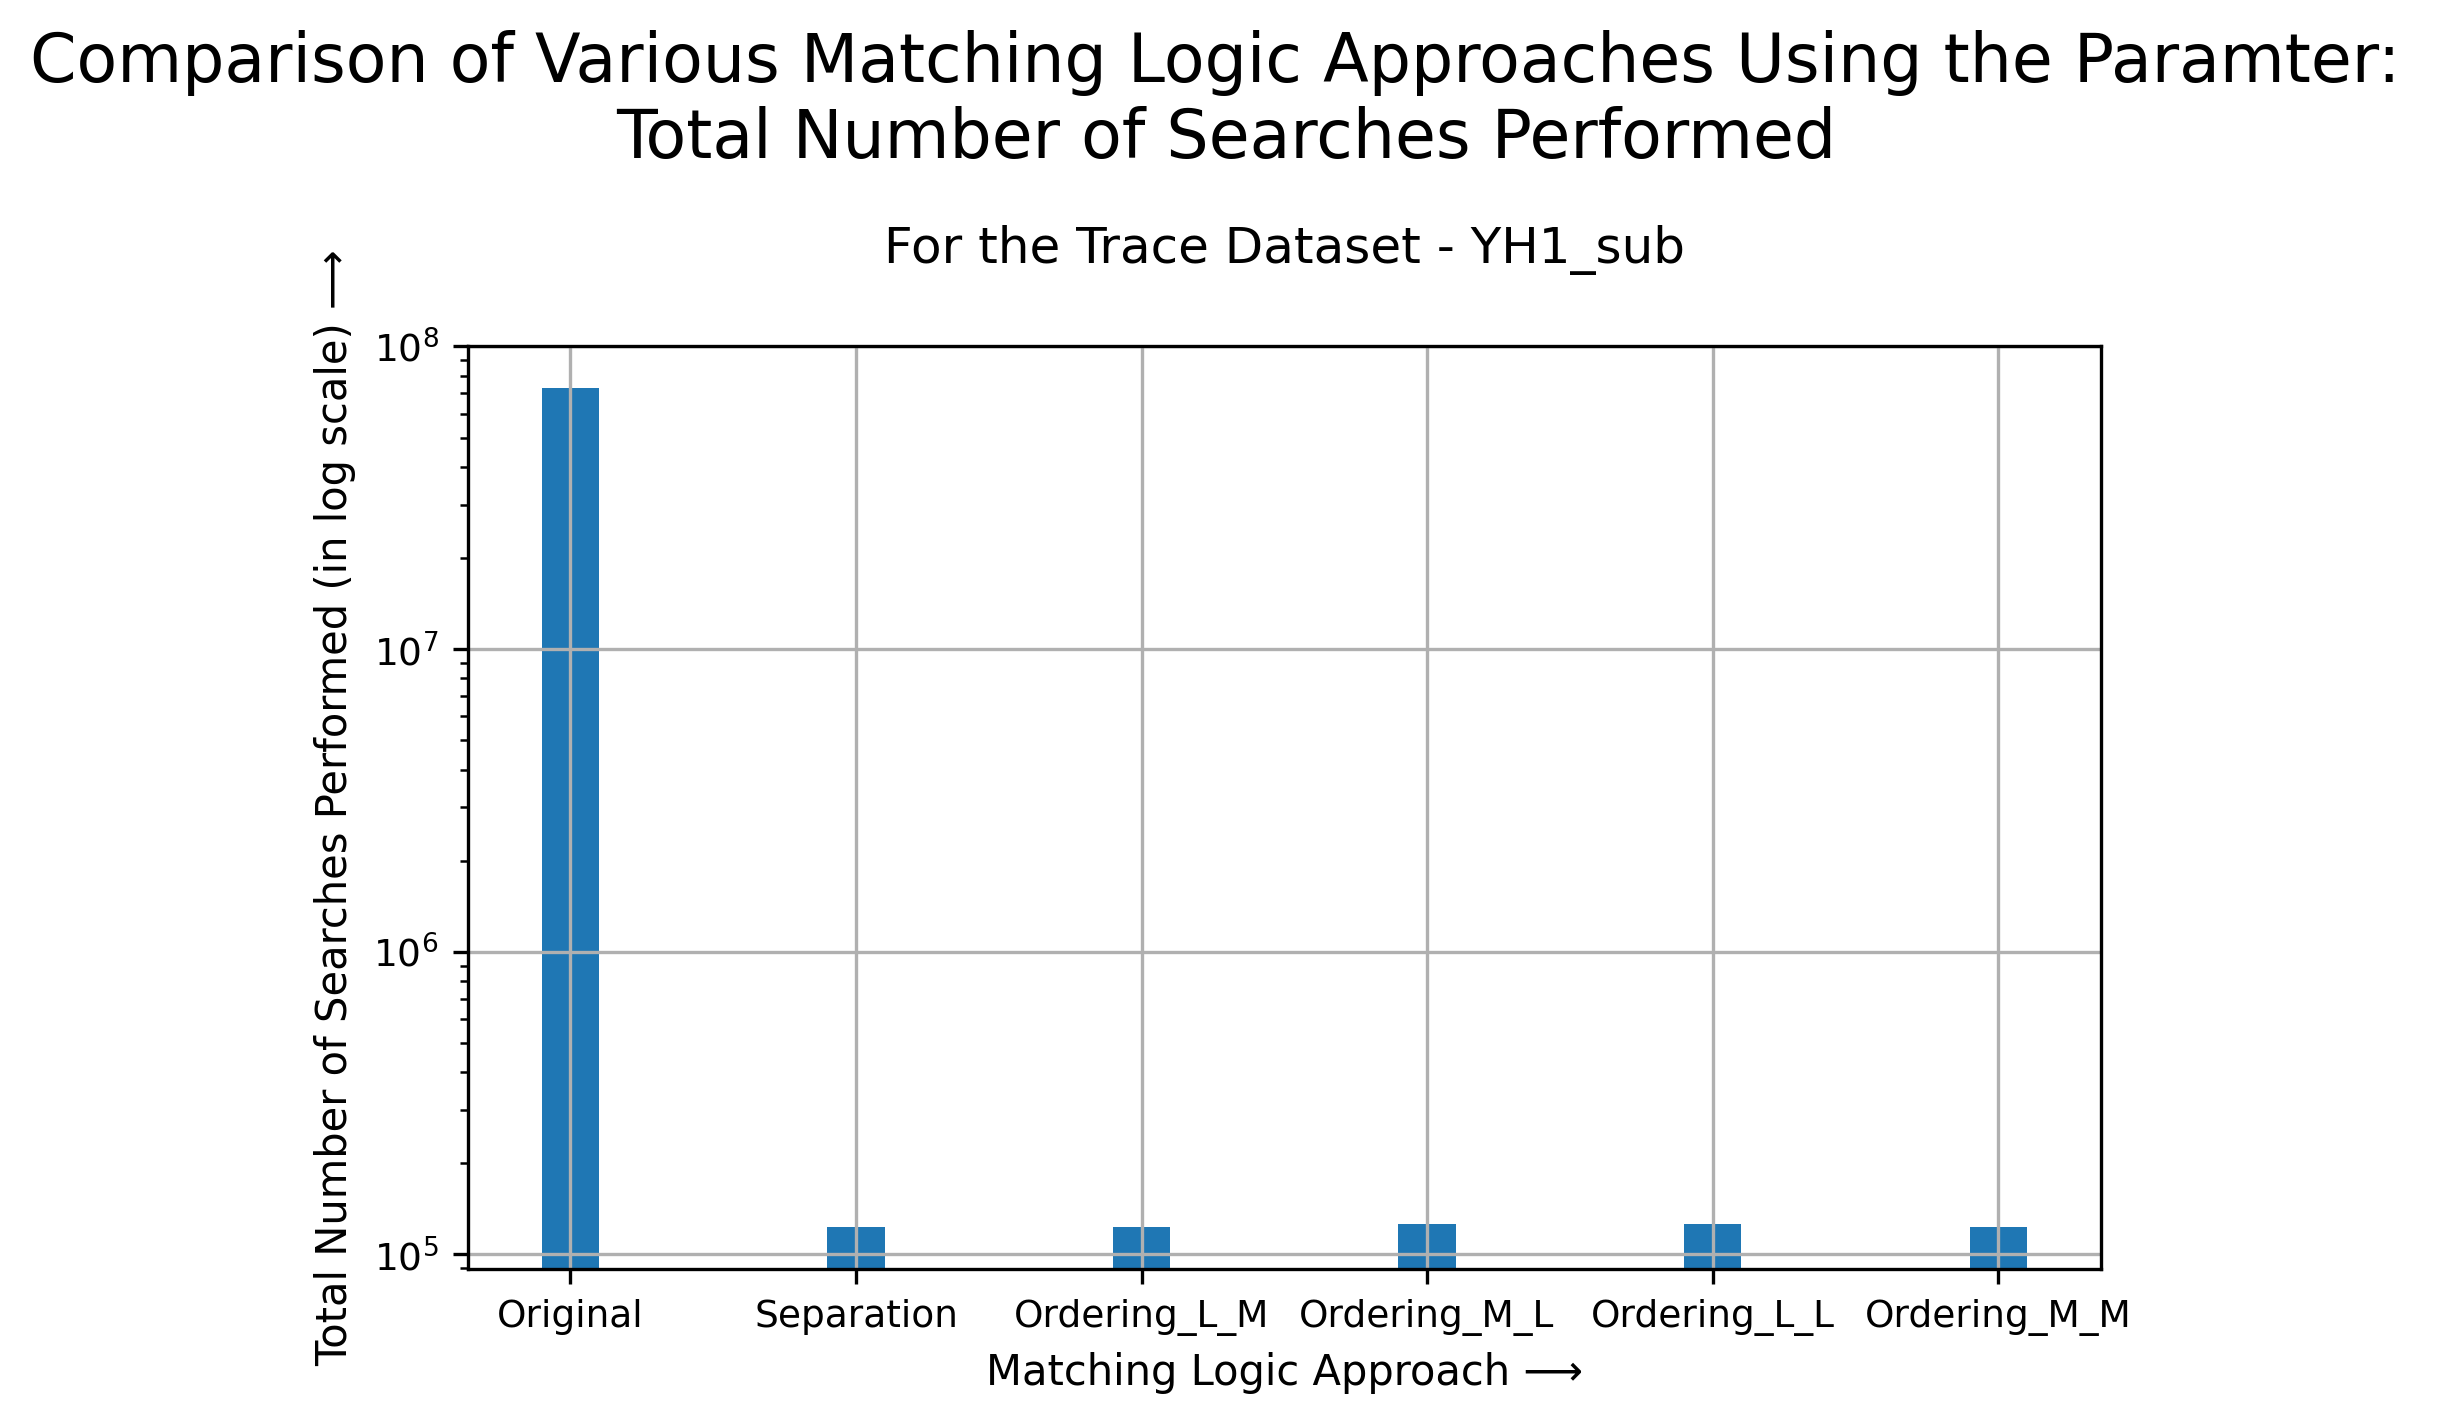 Comparison of Various Matching Logic Approaches Using the Paramter:
Total Number of Searches Performed
For the Trace Dataset - YH1_sub
Total Number of Searches Performed (in log scale) ⟶
10⁸
10⁷
10⁶
10⁵
Original Separation Ordering_L_M Ordering_M_L Ordering_L_L Ordering_M_M
Matching Logic Approach ⟶